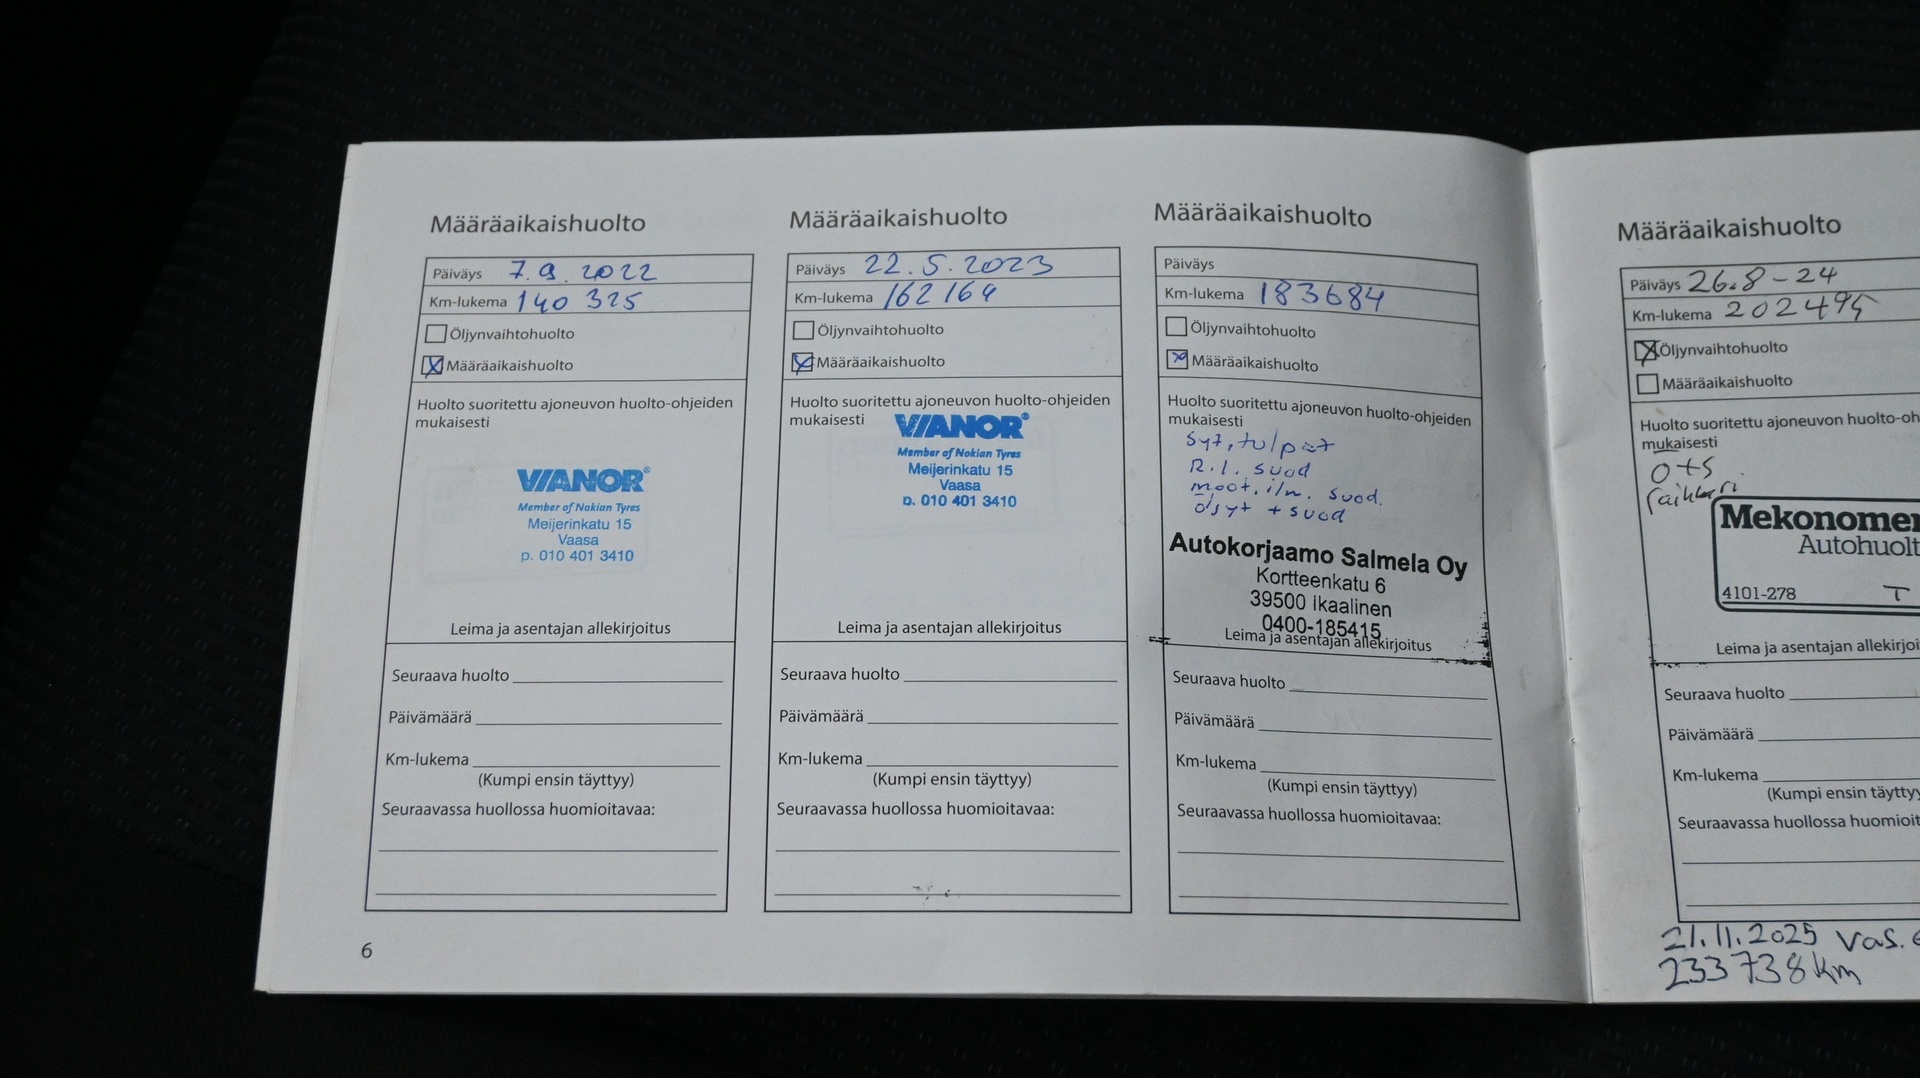 Määräaikaishuolto
Päiväys 7.9.2022
Km-lukema 140 325
Öljynvaihtohuolto
Määräaikaishuolto
Huolto suoritettu ajoneuvon huolto-ohjeiden
mukaisesti
VIANOR®
Member of Nokian Tyres
Meijerinkatu 15
Vaasa
p. 010 401 3410
Leima ja asentajan allekirjoitus
Seuraava huolto
Päivämäärä
Km-lukema
(Kumpi ensin täyttyy)
Seuraavassa huollossa huomioitavaa:
6
Määräaikaishuolto
Päiväys 22.5.2023
Km-lukema 162164
Öljynvaihtohuolto
Määräaikaishuolto
Huolto suoritettu ajoneuvon huolto-ohjeiden
mukaisesti
VIANOR®
Member of Nokian Tyres
Meijerinkatu 15
Vaasa
p. 010 401 3410
Leima ja asentajan allekirjoitus
Seuraava huolto
Päivämäärä
Km-lukema
(Kumpi ensin täyttyy)
Seuraavassa huollossa huomioitavaa:
Määräaikaishuolto
Päiväys
Km-lukema 183684
Öljynvaihtohuolto
Määräaikaishuolto
Huolto suoritettu ajoneuvon huolto-ohjeiden
mukaisesti
Syt.tulpat
R.I. suod
moot.iln. suod.
öljyt + suod
Autokorjaamo Salmela Oy
Kortteenkatu 6
39500 Ikaalinen
0400-185415
Leima ja asentajan allekirjoitus
Seuraava huolto
Päivämäärä
Km-lukema
(Kumpi ensin täyttyy)
Seuraavassa huollossa huomioitavaa:
Määräaikaishuolto
Päiväys 26.8-24
Km-lukema 202495
Öljynvaihtohuolto
Määräaikaishuolto
Huolto suoritettu ajoneuvon huolto-oh
mukaisesti
O+S
Mekonomen
Autohuolt
4101-278 T
Leima ja asentajan allekirjoi
Seuraava huolto
Päivämäärä
Km-lukema
(Kumpi ensin täyttyy
Seuraavassa huollossa huomioit
21.11.2025 vas.
233 738 km